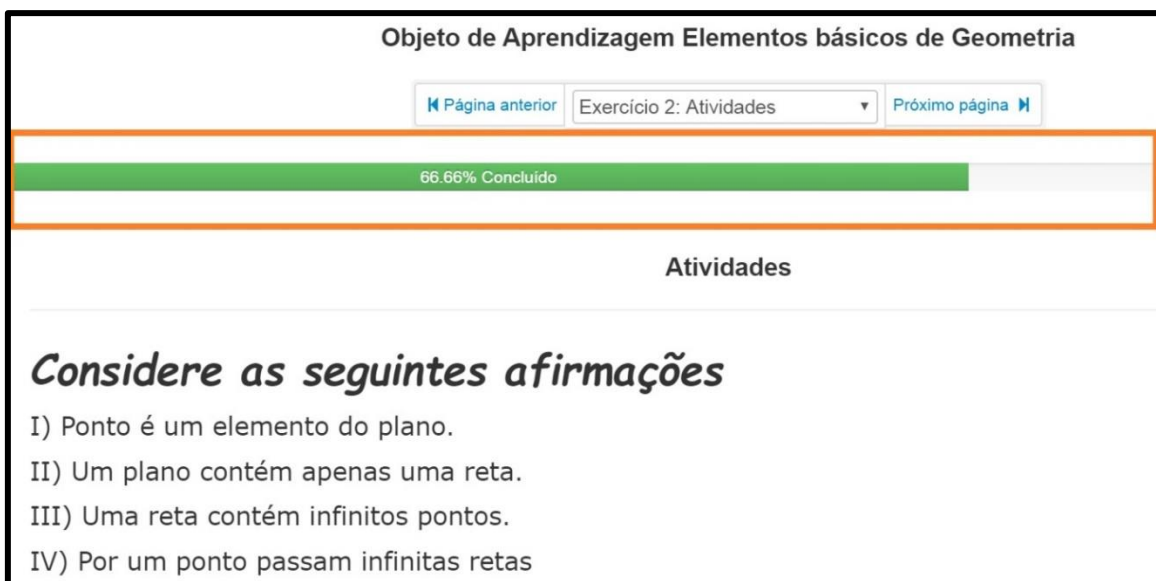 Objeto de Aprendizagem Elementos básicos de Geometria
Página anterior Exercício 2: Atividades Próximo página
66.66% Concluído
Atividades
Considere as seguintes afirmações
I) Ponto é um elemento do plano.
II) Um plano contém apenas uma reta.
III) Uma reta contém infinitos pontos.
IV) Por um ponto passam infinitas retas